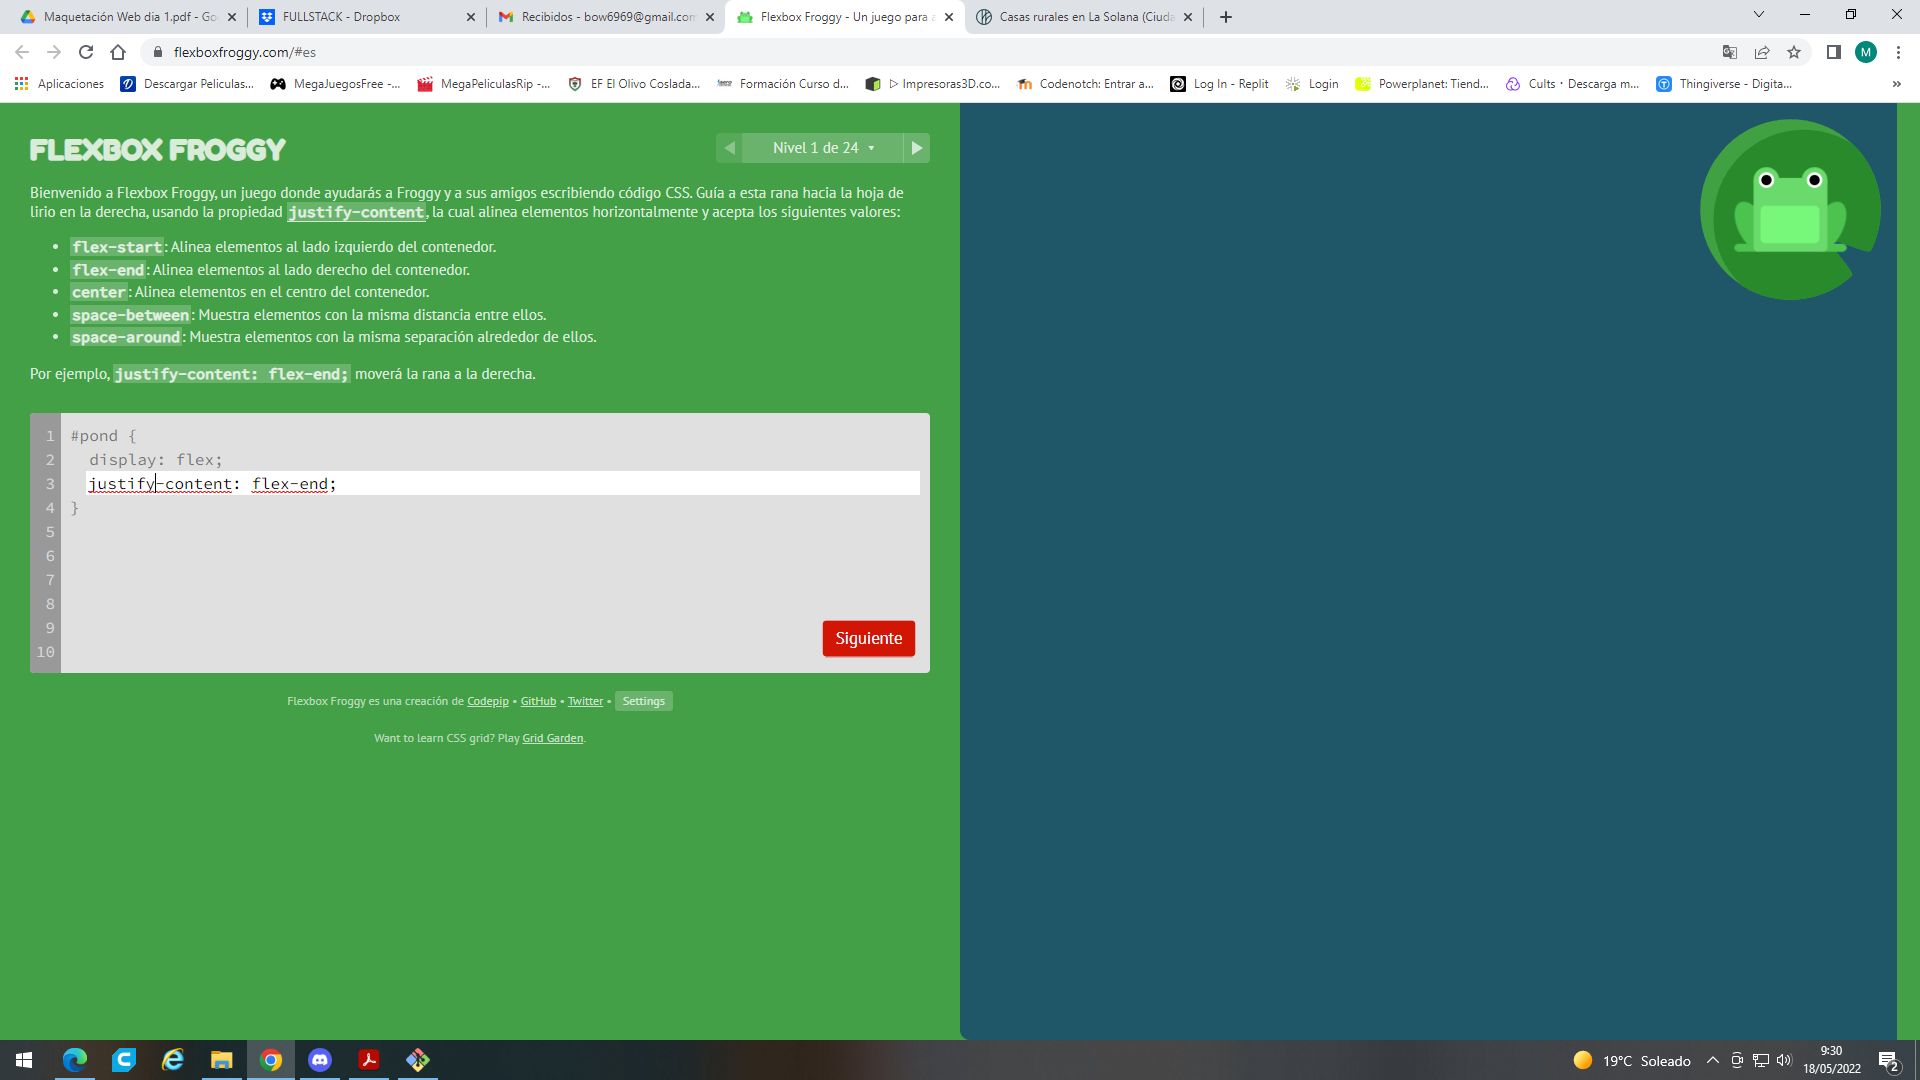 Maquetación Web dia 1.pdf - Go
FULLSTACK - Dropbox
Recibidos - bow6969@gmail.com
Flexbox Froggy - Un juego para a
Casas rurales en La Solana (Ciuda
flexboxfroggy.com/#es
M
Aplicaciones
Descargar Peliculas...
MegaJuegosFree -...
MegaPeliculasRip -...
EF El Olivo Coslada...
Formación Curso d...
▷ Impresoras3D.co...
Codenotch: Entrar a...
Log In - Replit
Login
Powerplanet: Tiend...
Cults・Descarga m...
Thingiverse - Digita...
»
FLEXBOX FROGGY
Nivel 1 de 24
Bienvenido a Flexbox Froggy, un juego donde ayudarás a Froggy y a sus amigos escribiendo código CSS. Guía a esta rana hacia la hoja de
lirio en la derecha, usando la propiedad justify-content, la cual alinea elementos horizontalmente y acepta los siguientes valores:
• flex-start: Alinea elementos al lado izquierdo del contenedor.
• flex-end: Alinea elementos al lado derecho del contenedor.
• center: Alinea elementos en el centro del contenedor.
• space-between: Muestra elementos con la misma distancia entre ellos.
• space-around: Muestra elementos con la misma separación alrededor de ellos.
Por ejemplo, justify-content: flex-end; moverá la rana a la derecha.
1 #pond {
2 display: flex;
3 justify-content: flex-end;
4 }
5
6
7
8
9
10
Siguiente
Flexbox Froggy es una creación de Codepip • GitHub • Twitter • Settings
Want to learn CSS grid? Play Grid Garden.
19°C Soleado
9:30
18/05/2022
2